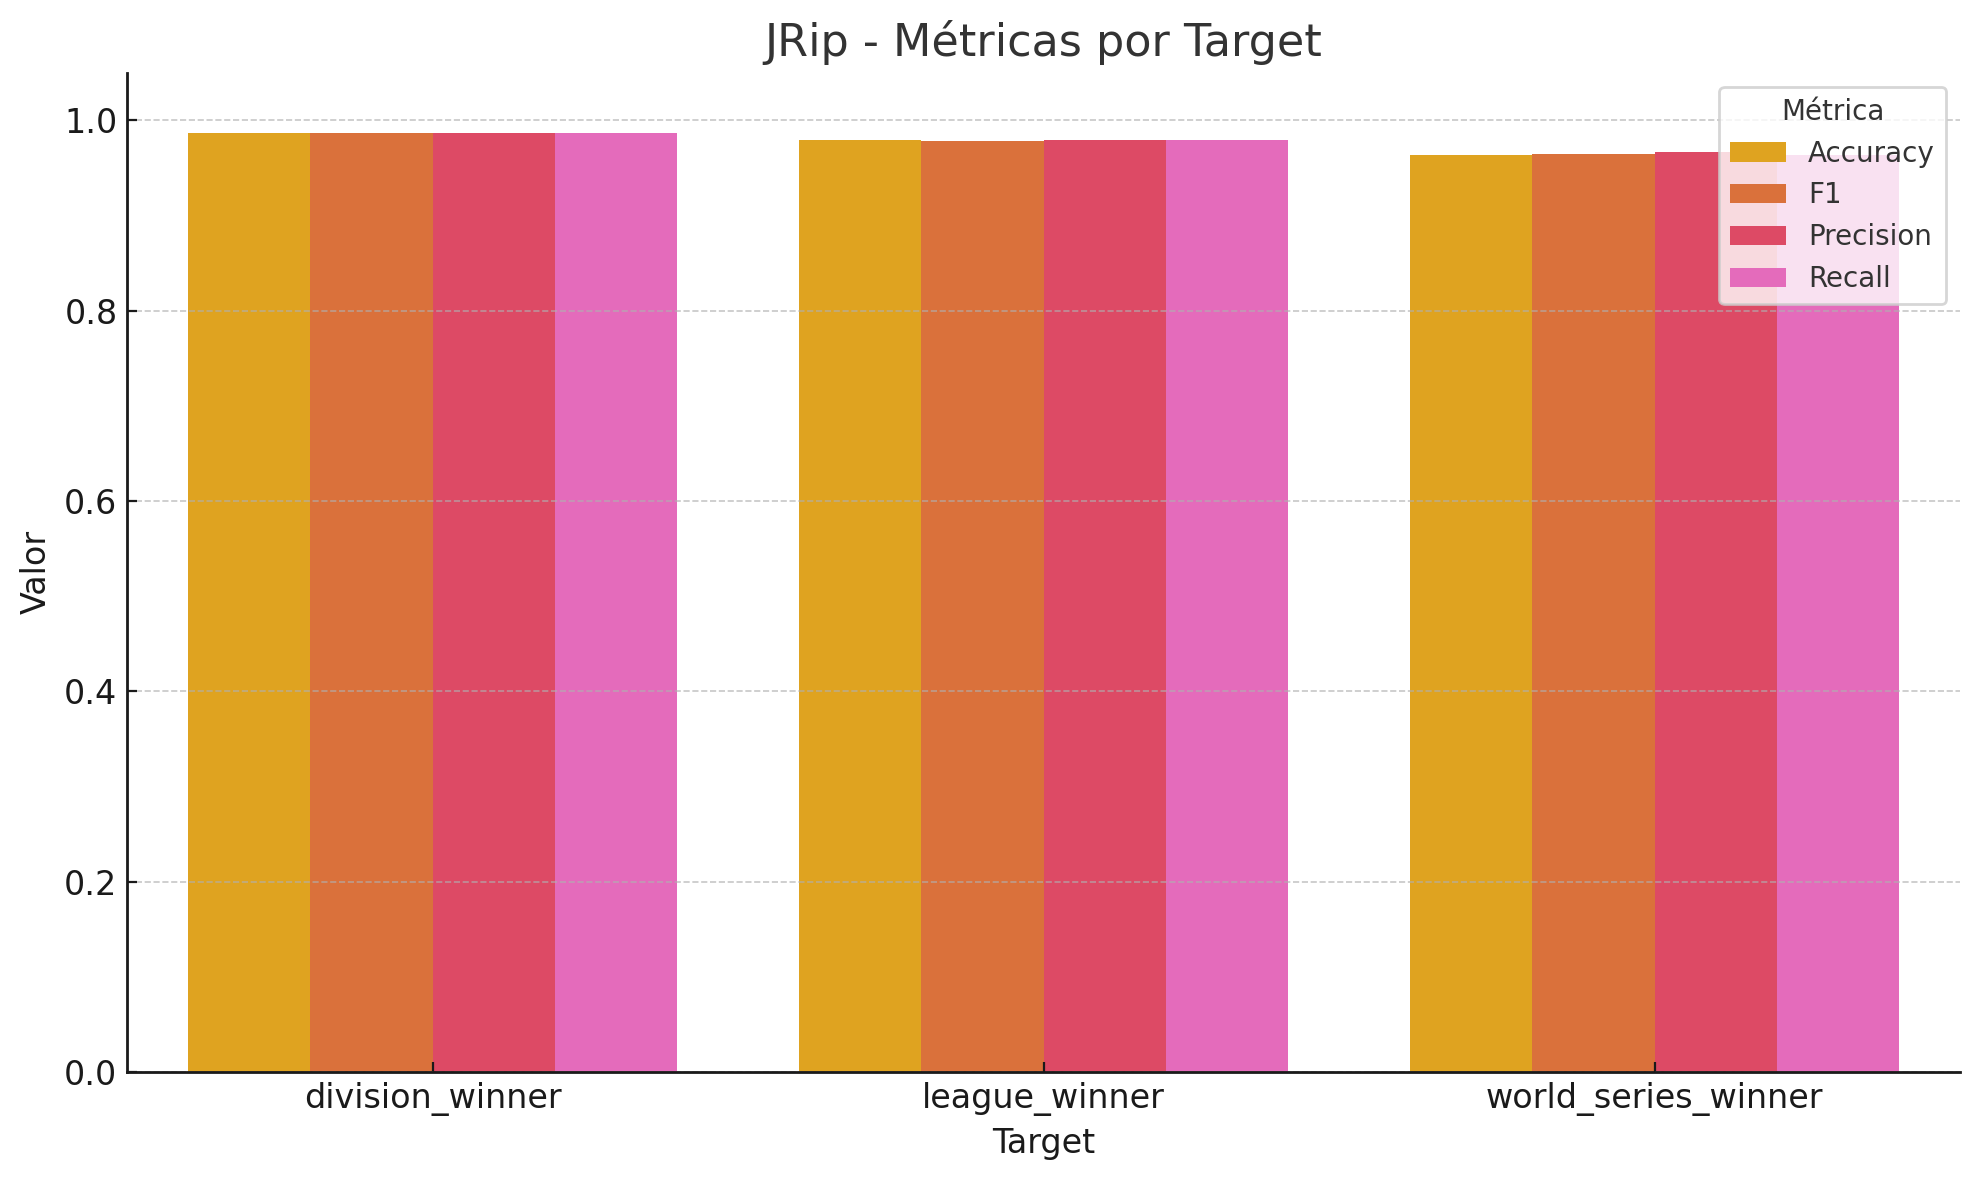 JRip - Métricas por Target
Métrica
Accuracy
F1
Precision
Recall
Valor
1.0
0.8
0.6
0.4
0.2
0.0
division_winner
league_winner
world_series_winner
Target